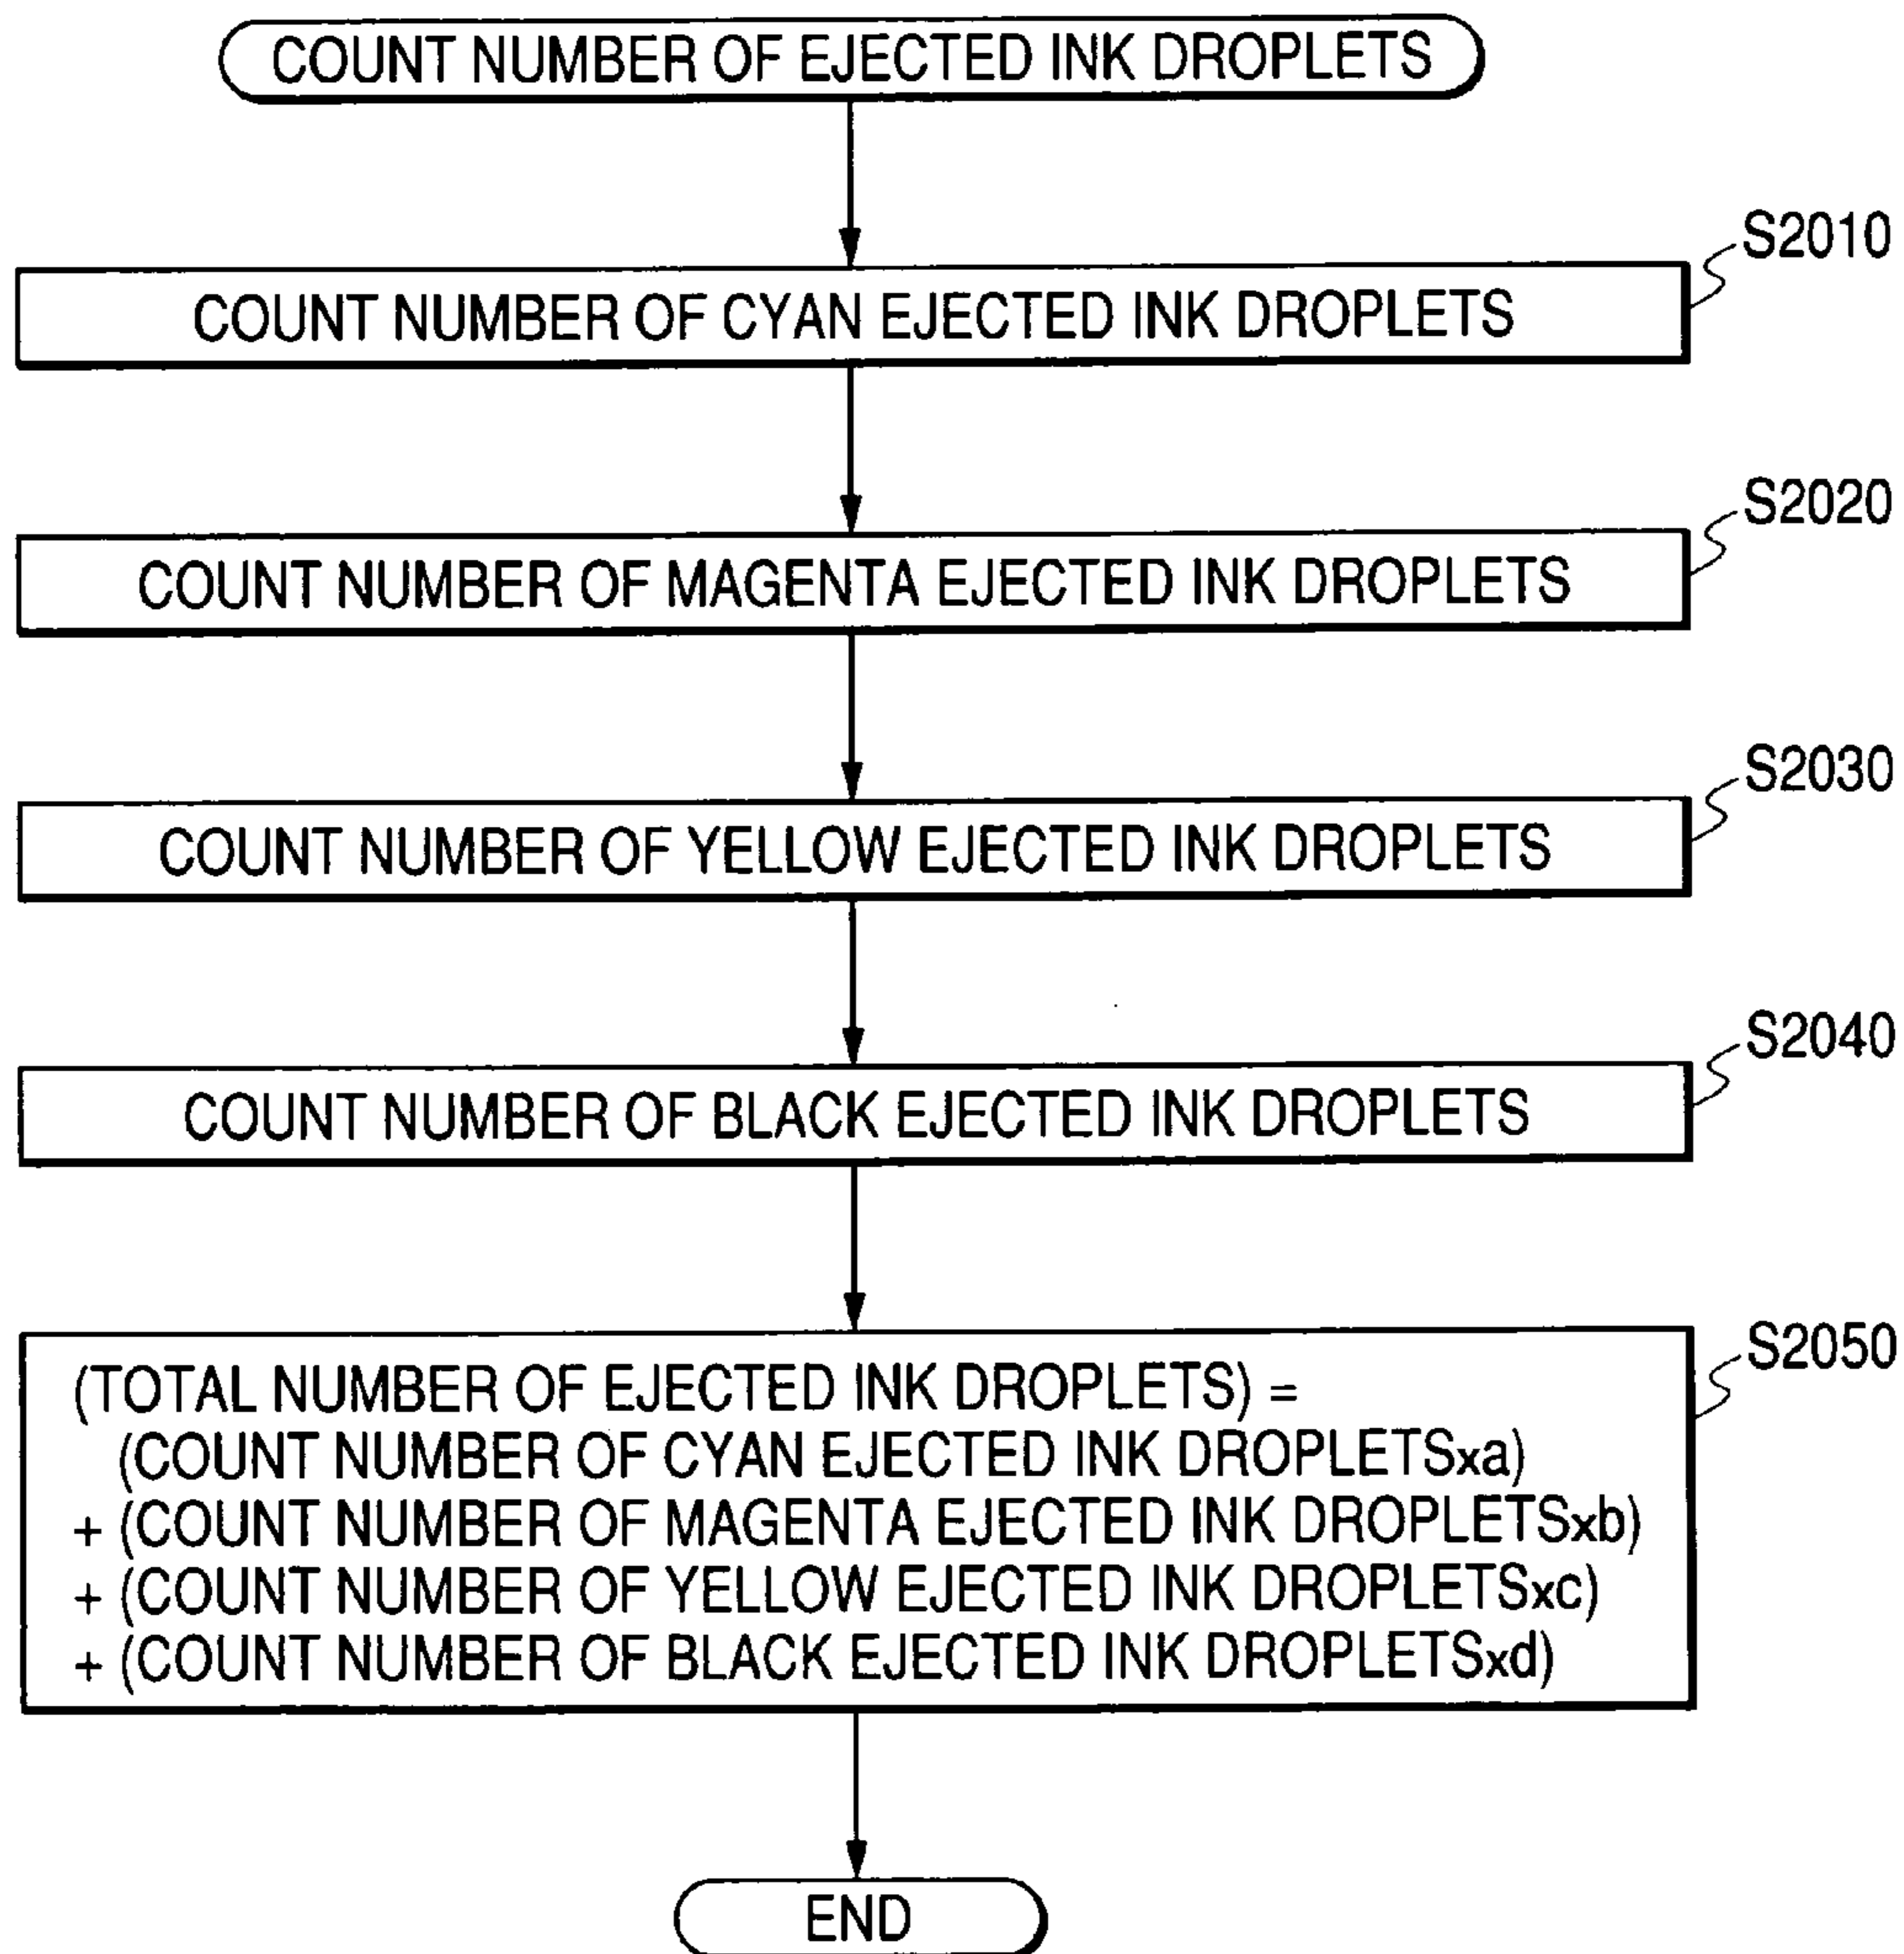 COUNT NUMBER OF EJECTED INK DROPLETS
S2010
COUNT NUMBER OF CYAN EJECTED INK DROPLETS
S2020
COUNT NUMBER OF MAGENTA EJECTED INK DROPLETS
S2030
COUNT NUMBER OF YELLOW EJECTED INK DROPLETS
S2040
COUNT NUMBER OF BLACK EJECTED INK DROPLETS
S2050
(TOTAL NUMBER OF EJECTED INK DROPLETS) =
(COUNT NUMBER OF CYAN EJECTED INK DROPLETSxa)
+ (COUNT NUMBER OF MAGENTA EJECTED INK DROPLETSxb)
+ (COUNT NUMBER OF YELLOW EJECTED INK DROPLETSxc)
+ (COUNT NUMBER OF BLACK EJECTED INK DROPLETSxd)
END